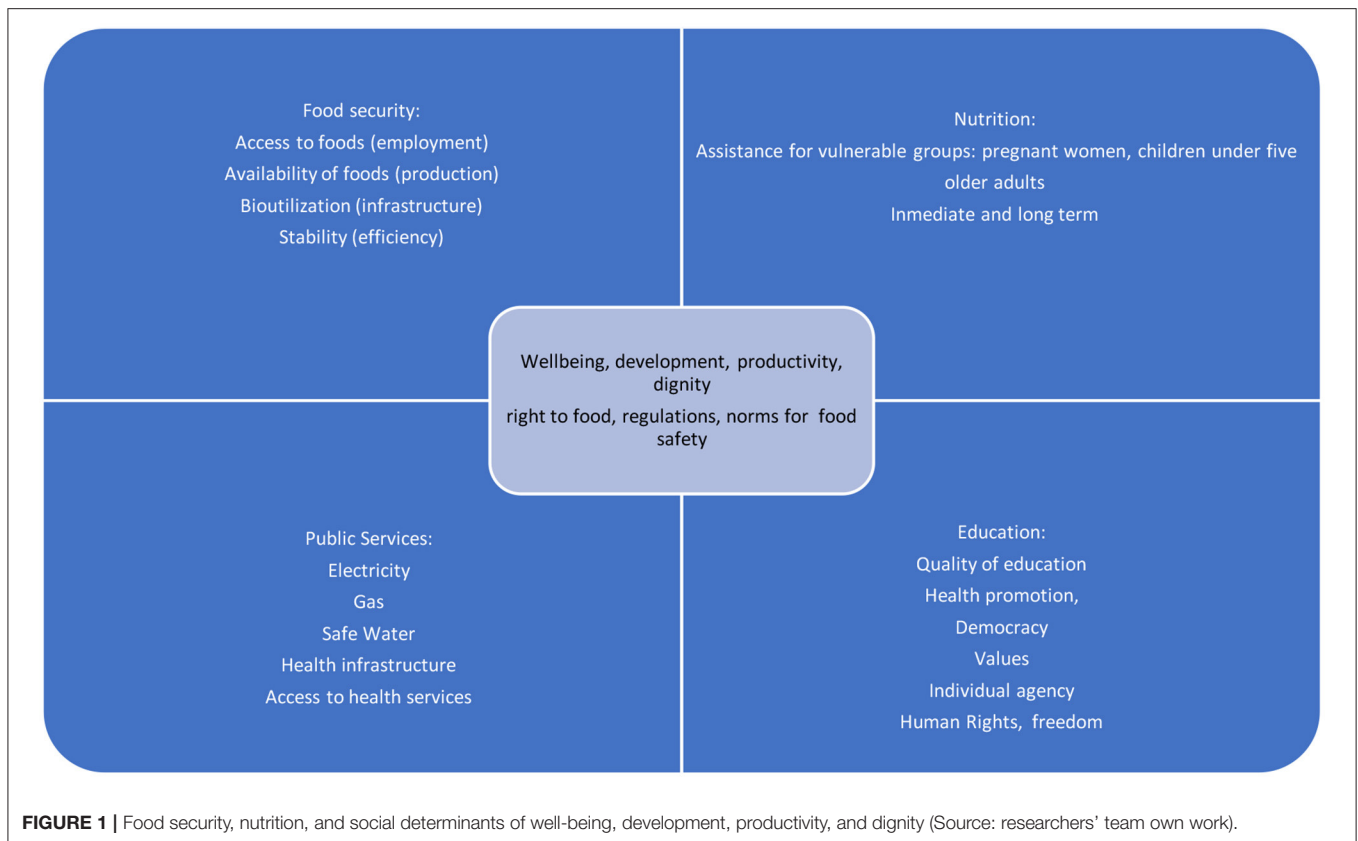 Food security:
Access to foods (employment)
Availability of foods (production)
Bioutilization (infrastructure)
Stability (efficiency)
Nutrition:
Assistance for vulnerable groups: pregnant women, children under five
older adults
Inmediate and long term
Wellbeing, development, productivity,
dignity
right to food, regulations, norms for food
safety
Public Services:
Electricity
Gas
Safe Water
Health infrastructure
Access to health services
Education:
Quality of education
Health promotion,
Democracy
Values
Individual agency
Human Rights, freedom
FIGURE 1 | Food security, nutrition, and social determinants of well-being, development, productivity, and dignity (Source: researchers' team own work).